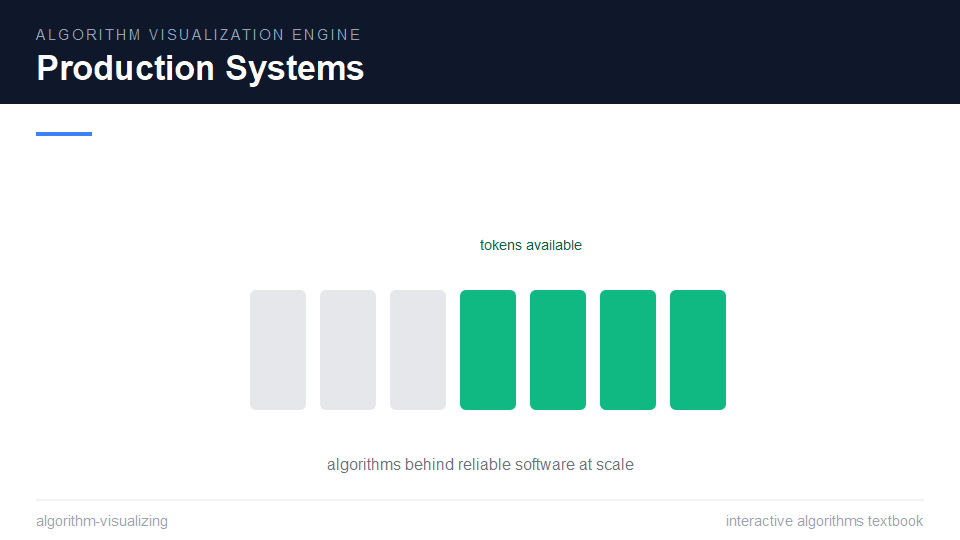 ALGORITHM VISUALIZATION ENGINE
Production Systems
tokens available
algorithms behind reliable software at scale
algorithm-visualizing
interactive algorithms textbook